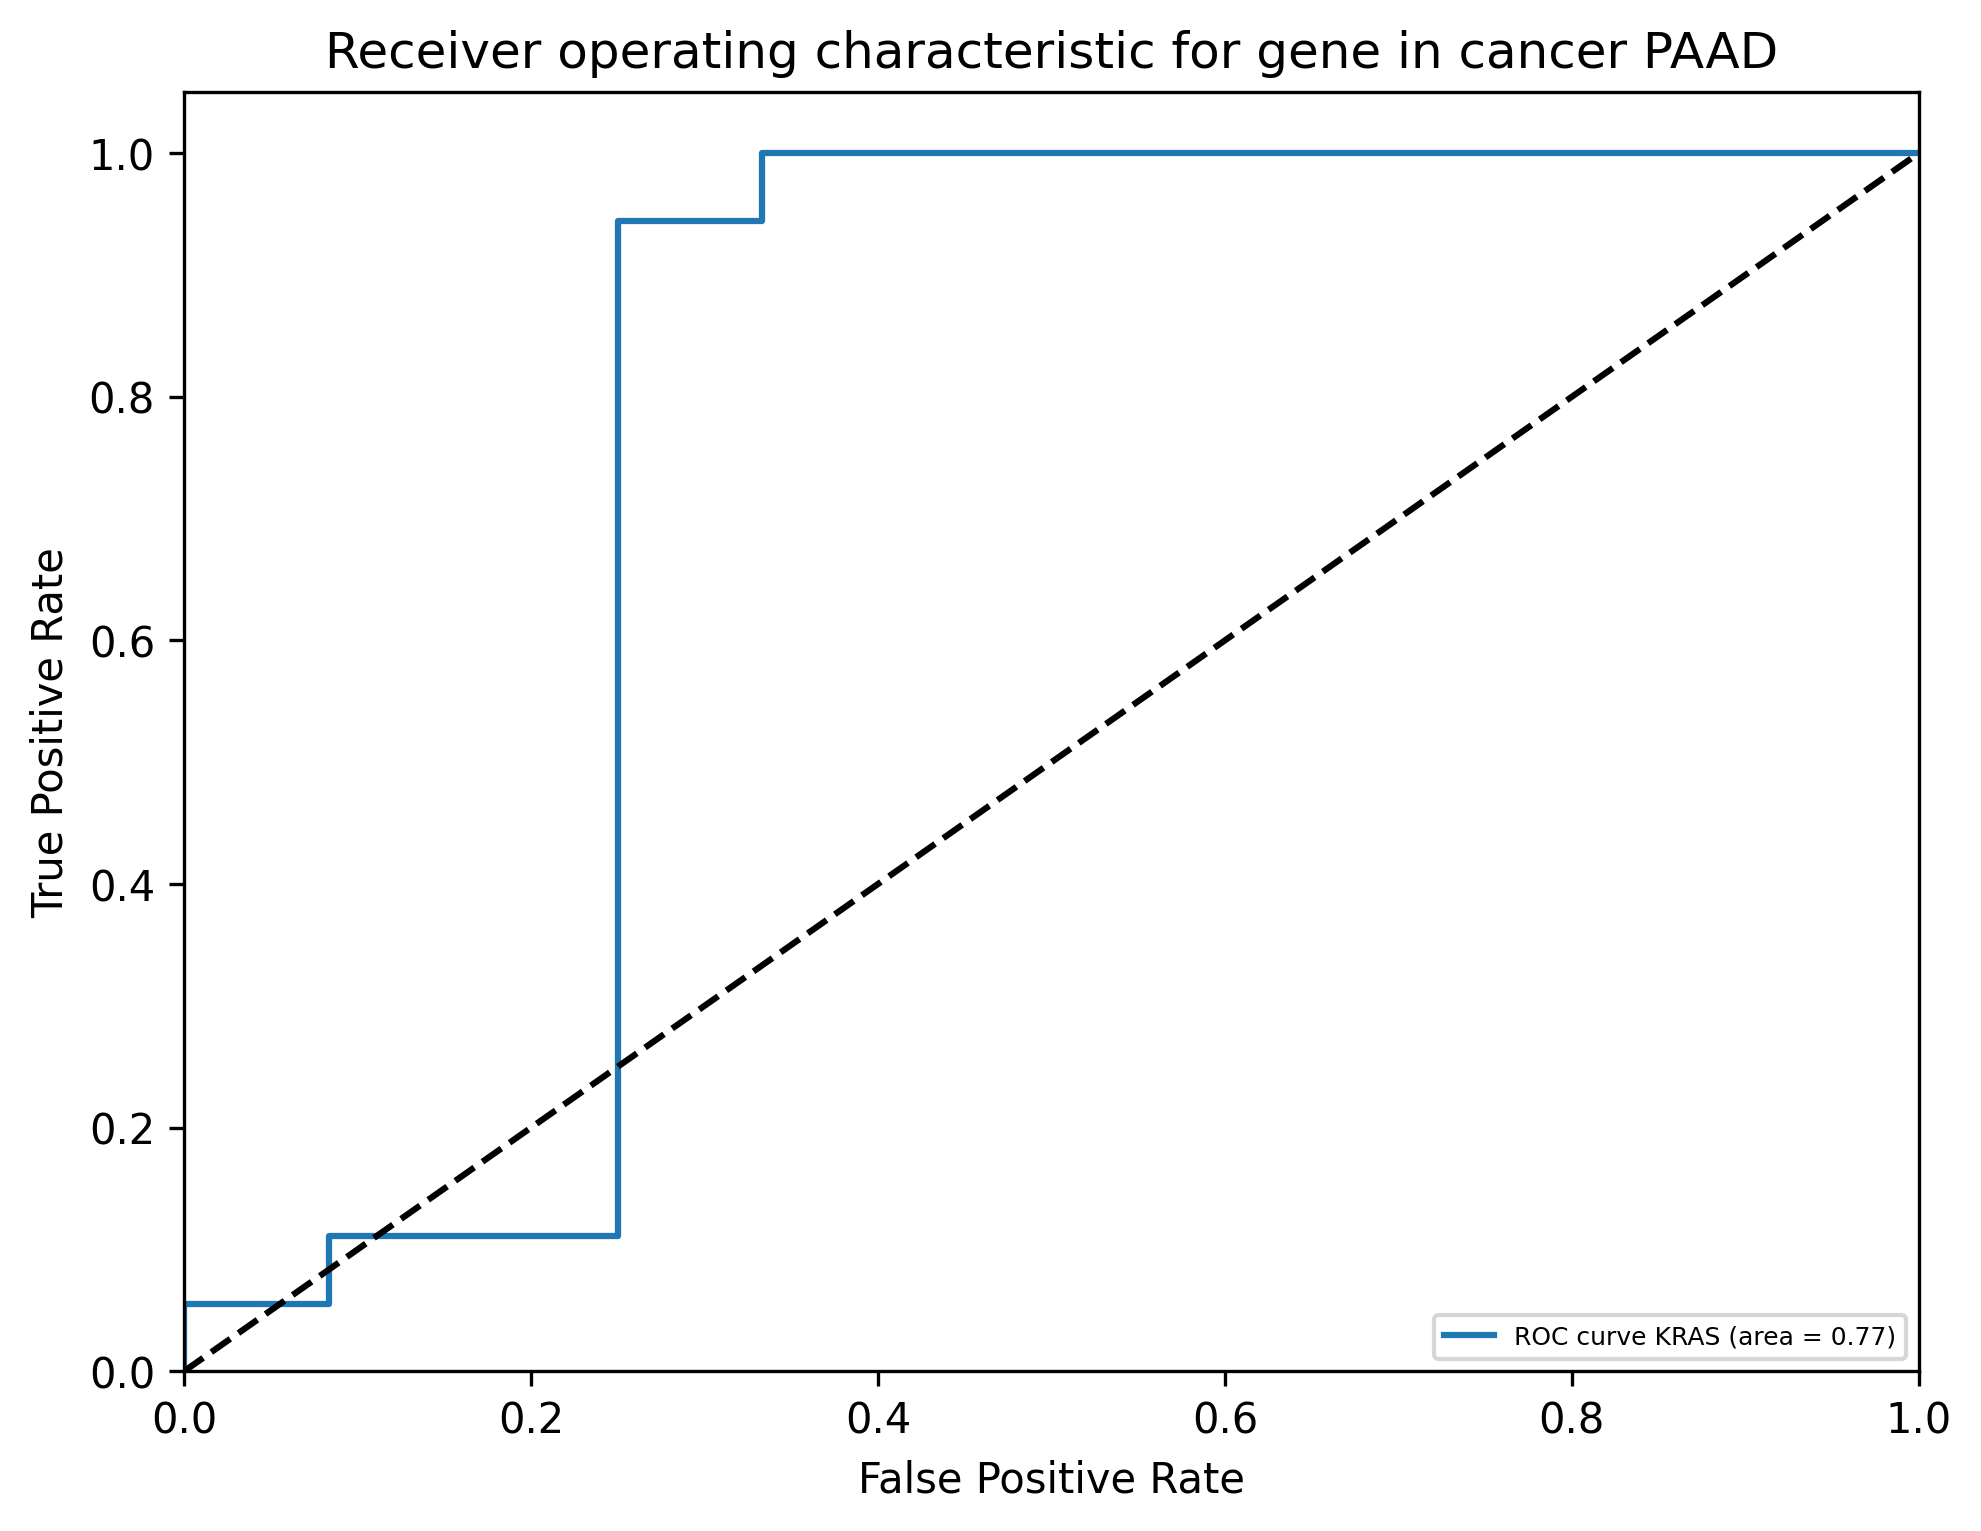 Receiver operating characteristic for gene in cancer PAAD
True Positive Rate
1.0
0.8
0.6
0.4
0.2
0.0
ROC curve KRAS (area = 0.77)
0.0 0.2 0.4 0.6 0.8 1.0
False Positive Rate